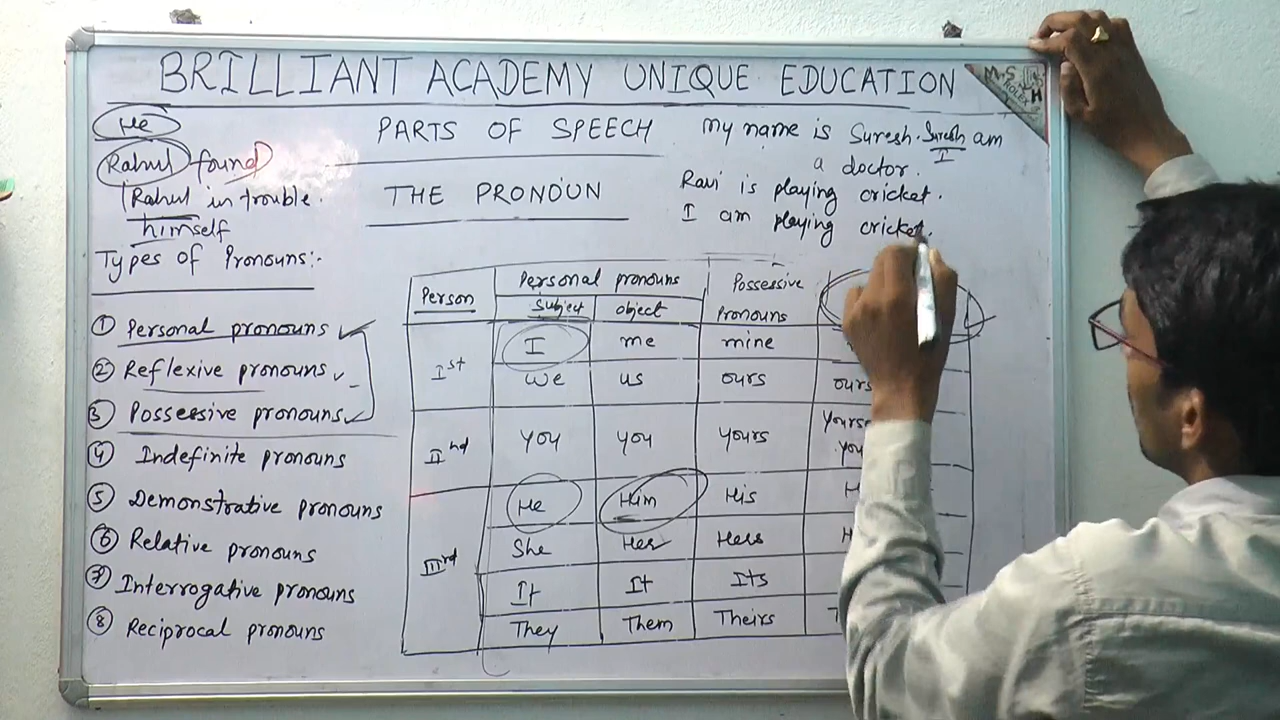 BRILLIANT ACADEMY UNIQUE EDUCATION
M.S
ROLEX
He
Rahul found
Rahul in trouble.
himself
PARTS OF SPEECH
THE PRONOUN
My name is Suresh. Suresh am
I
a doctor.
Ravi is playing cricket.
I am playing cricket.
Types of Pronouns:-
① Personal pronouns
② Reflexive pronouns
③ Possessive pronouns
④ Indefinite pronouns
⑤ Demonstrative pronouns
⑥ Relative pronouns
⑦ Interrogative pronouns
⑧ Reciprocal pronouns
Person Personal pronouns Possessive
Subject object pronouns
Ist I me mine
we us ours
IInd you you yours
IIIrd He Him His
She Her Hers
It It Its
They Them Theirs